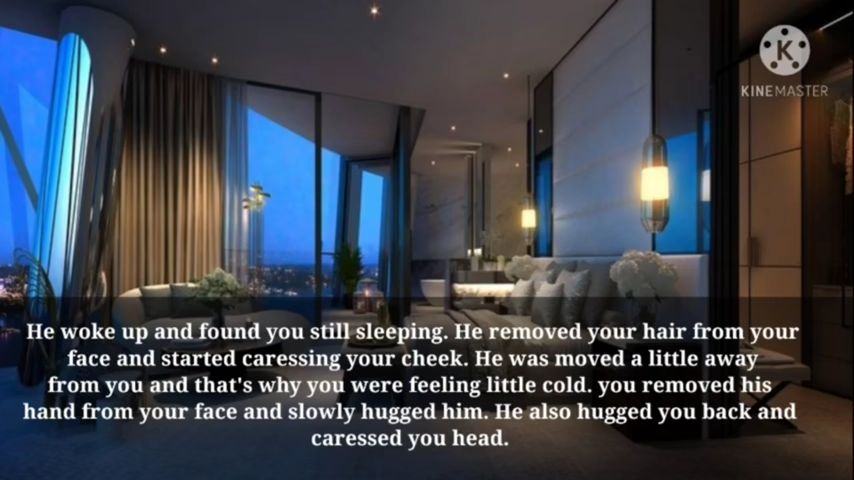 KINEMASTER
He woke up and found you still sleeping. He removed your hair from your
face and started caressing your cheek. He was moved a little away
from you and that's why you were feeling little cold. you removed his
hand from your face and slowly hugged him. He also hugged you back and
caressed you head.